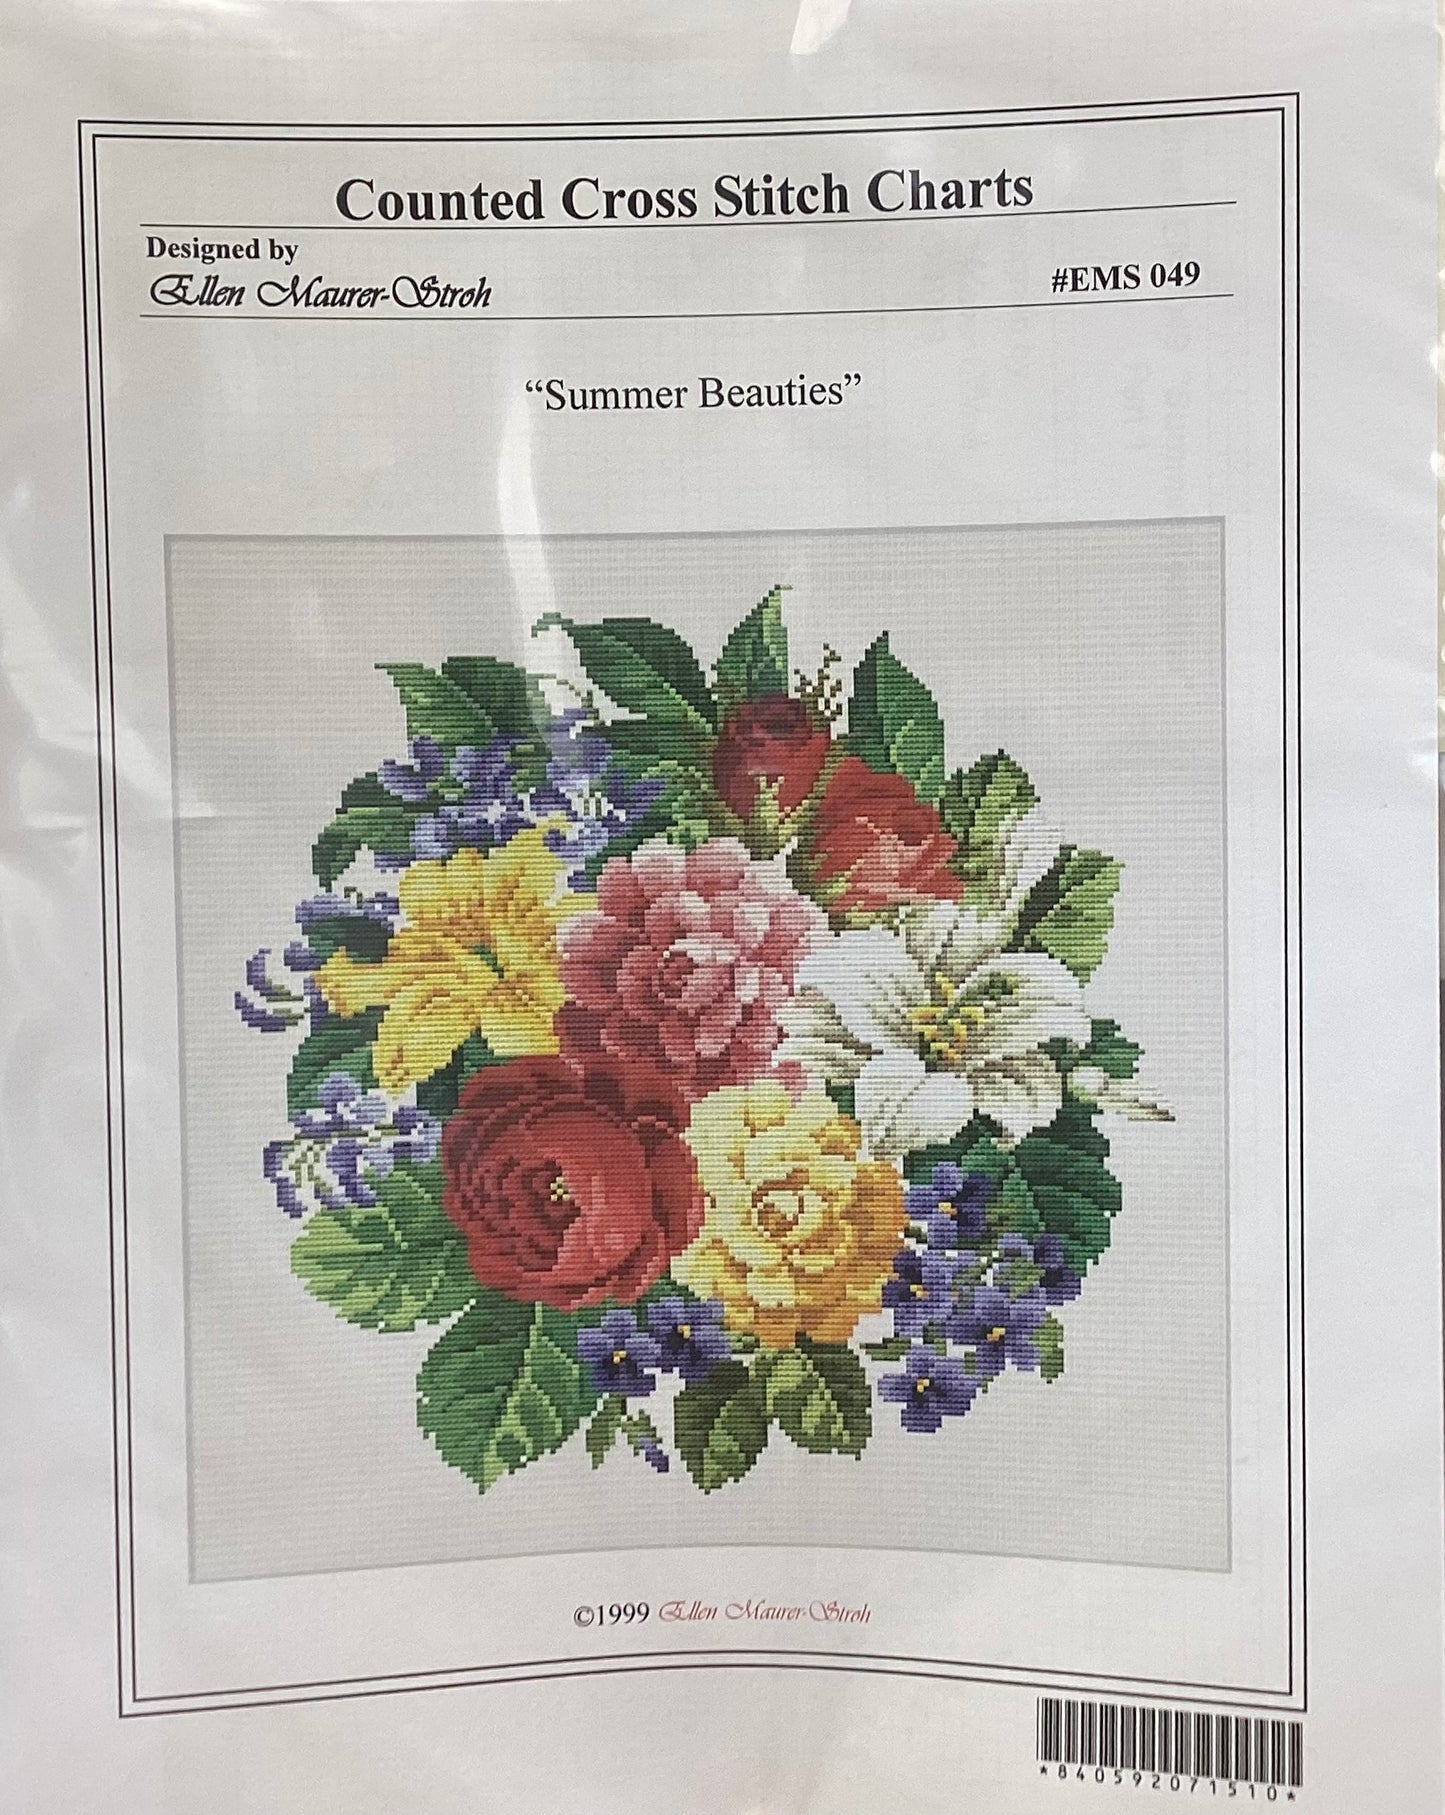 Counted Cross Stitch Charts
Designed by
Ellen Maurer-Stroh
#EMS 049
“Summer Beauties”
©1999 Ellen Maurer-Stroh
*840592071510*